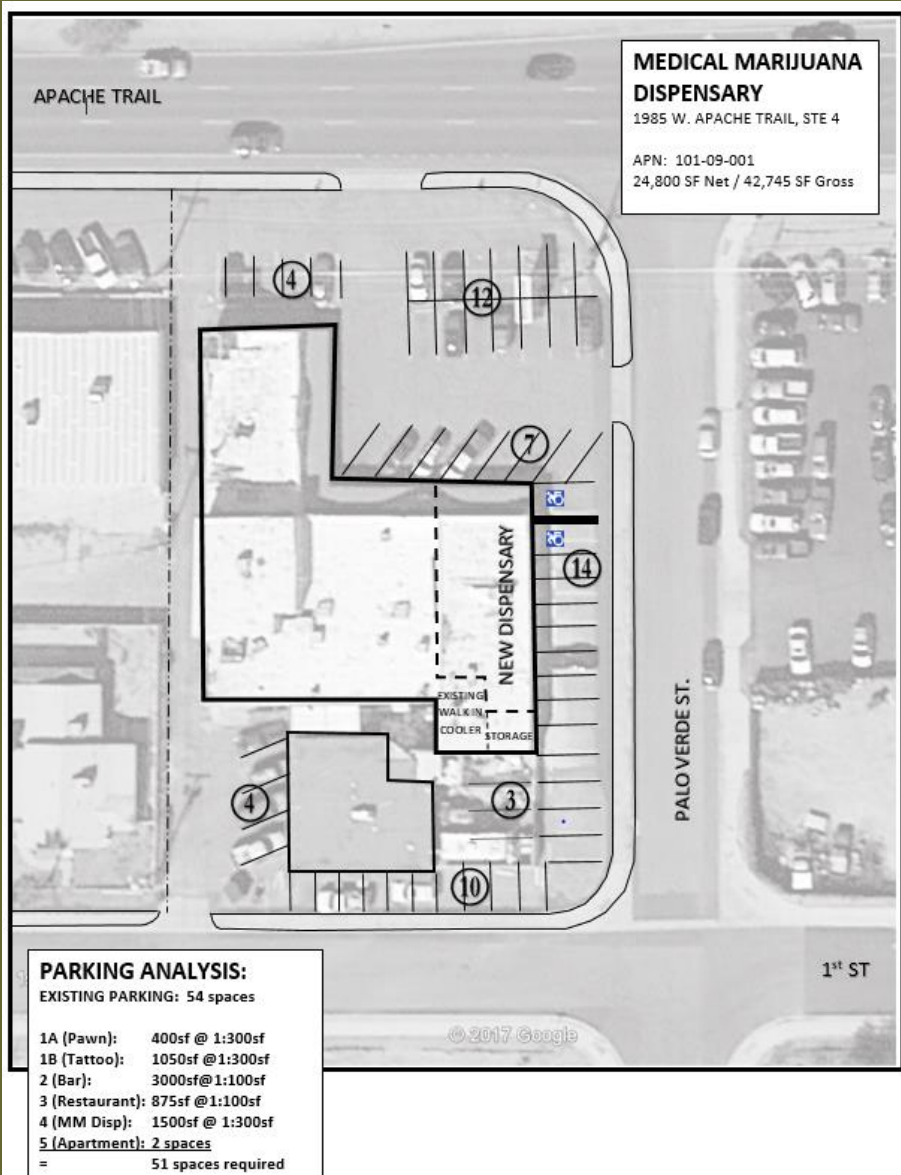 MEDICAL MARIJUANA
DISPENSARY
1985 W. APACHE TRAIL, STE 4
APN: 101-09-001
24,800 SF Net / 42,745 SF Gross
APACHE TRAIL
4
12
7
14
NEW DISPENSARY
EXISTING
WALK IN
COOLER
STORAGE
PALO VERDE ST.
4
3
10
1st ST
© 2017 Google
PARKING ANALYSIS:
EXISTING PARKING: 54 spaces
1A (Pawn): 400sf @ 1:300sf
1B (Tattoo): 1050sf @1:300sf
2 (Bar): 3000sf@1:100sf
3 (Restaurant): 875sf @1:100sf
4 (MM Disp): 1500sf @ 1:300sf
5 (Apartment): 2 spaces
= 51 spaces required